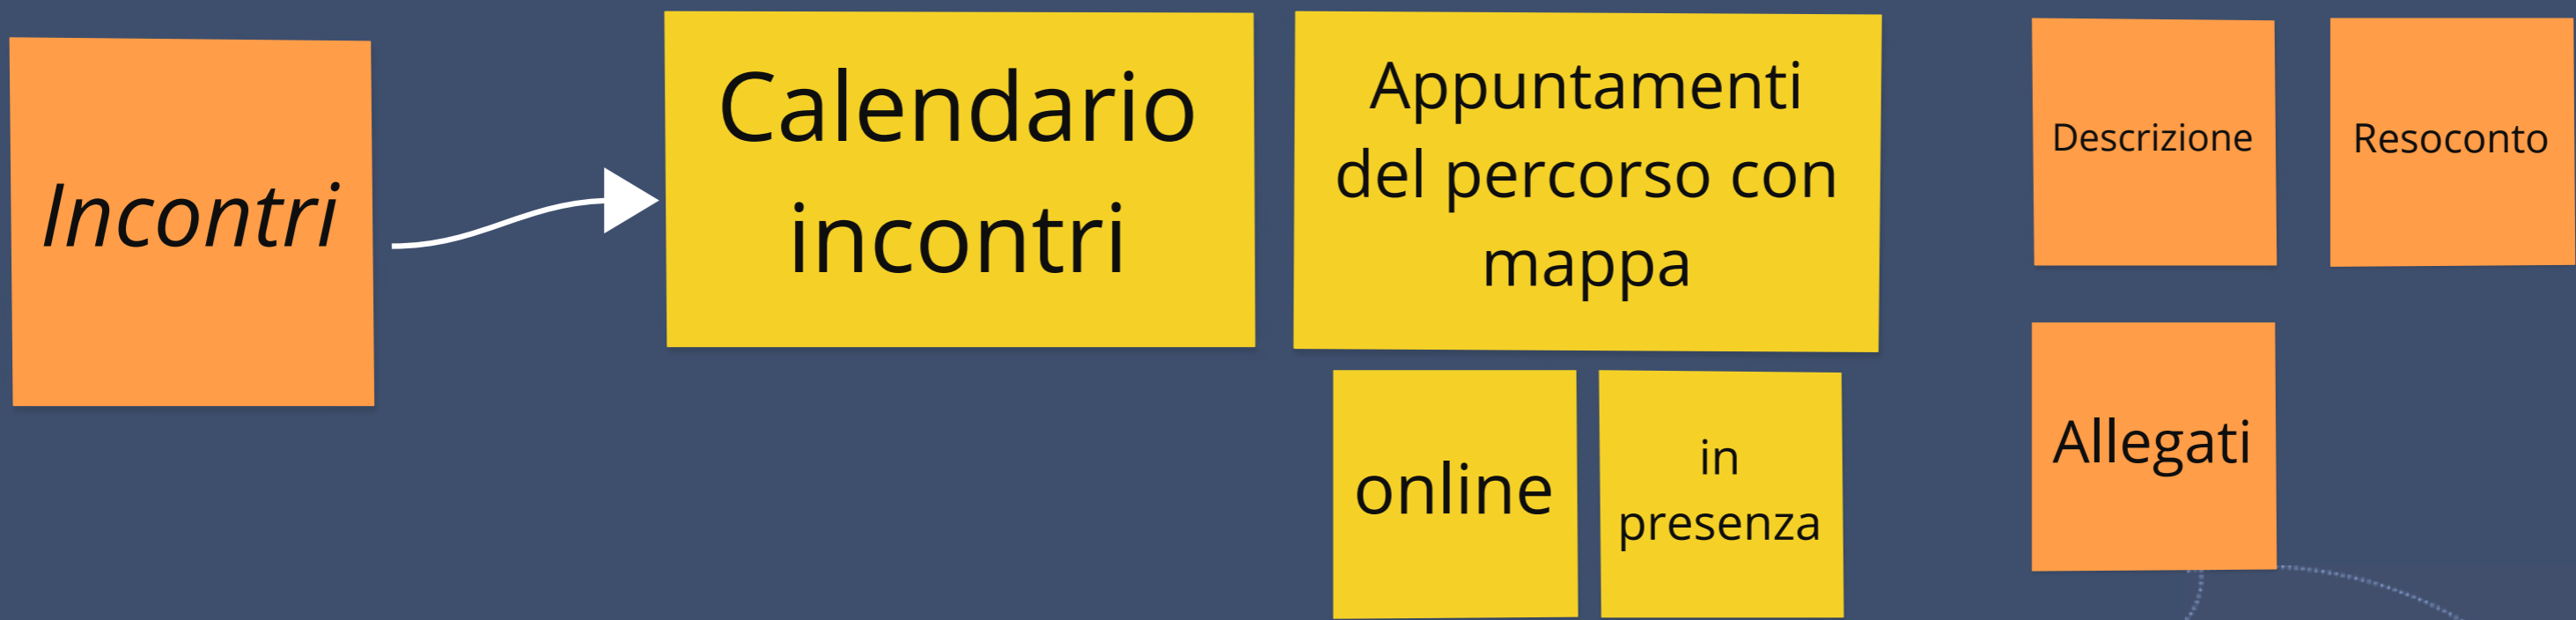 Incontri
Calendario
incontri
Appuntamenti
del percorso con
mappa
online
in
presenza
Descrizione
Resoconto
Allegati